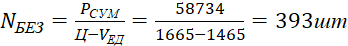 N_БЕЗ = P_СУМ / (Ц−V_ЕД) = 58734 / (1665−1465) = 393шт